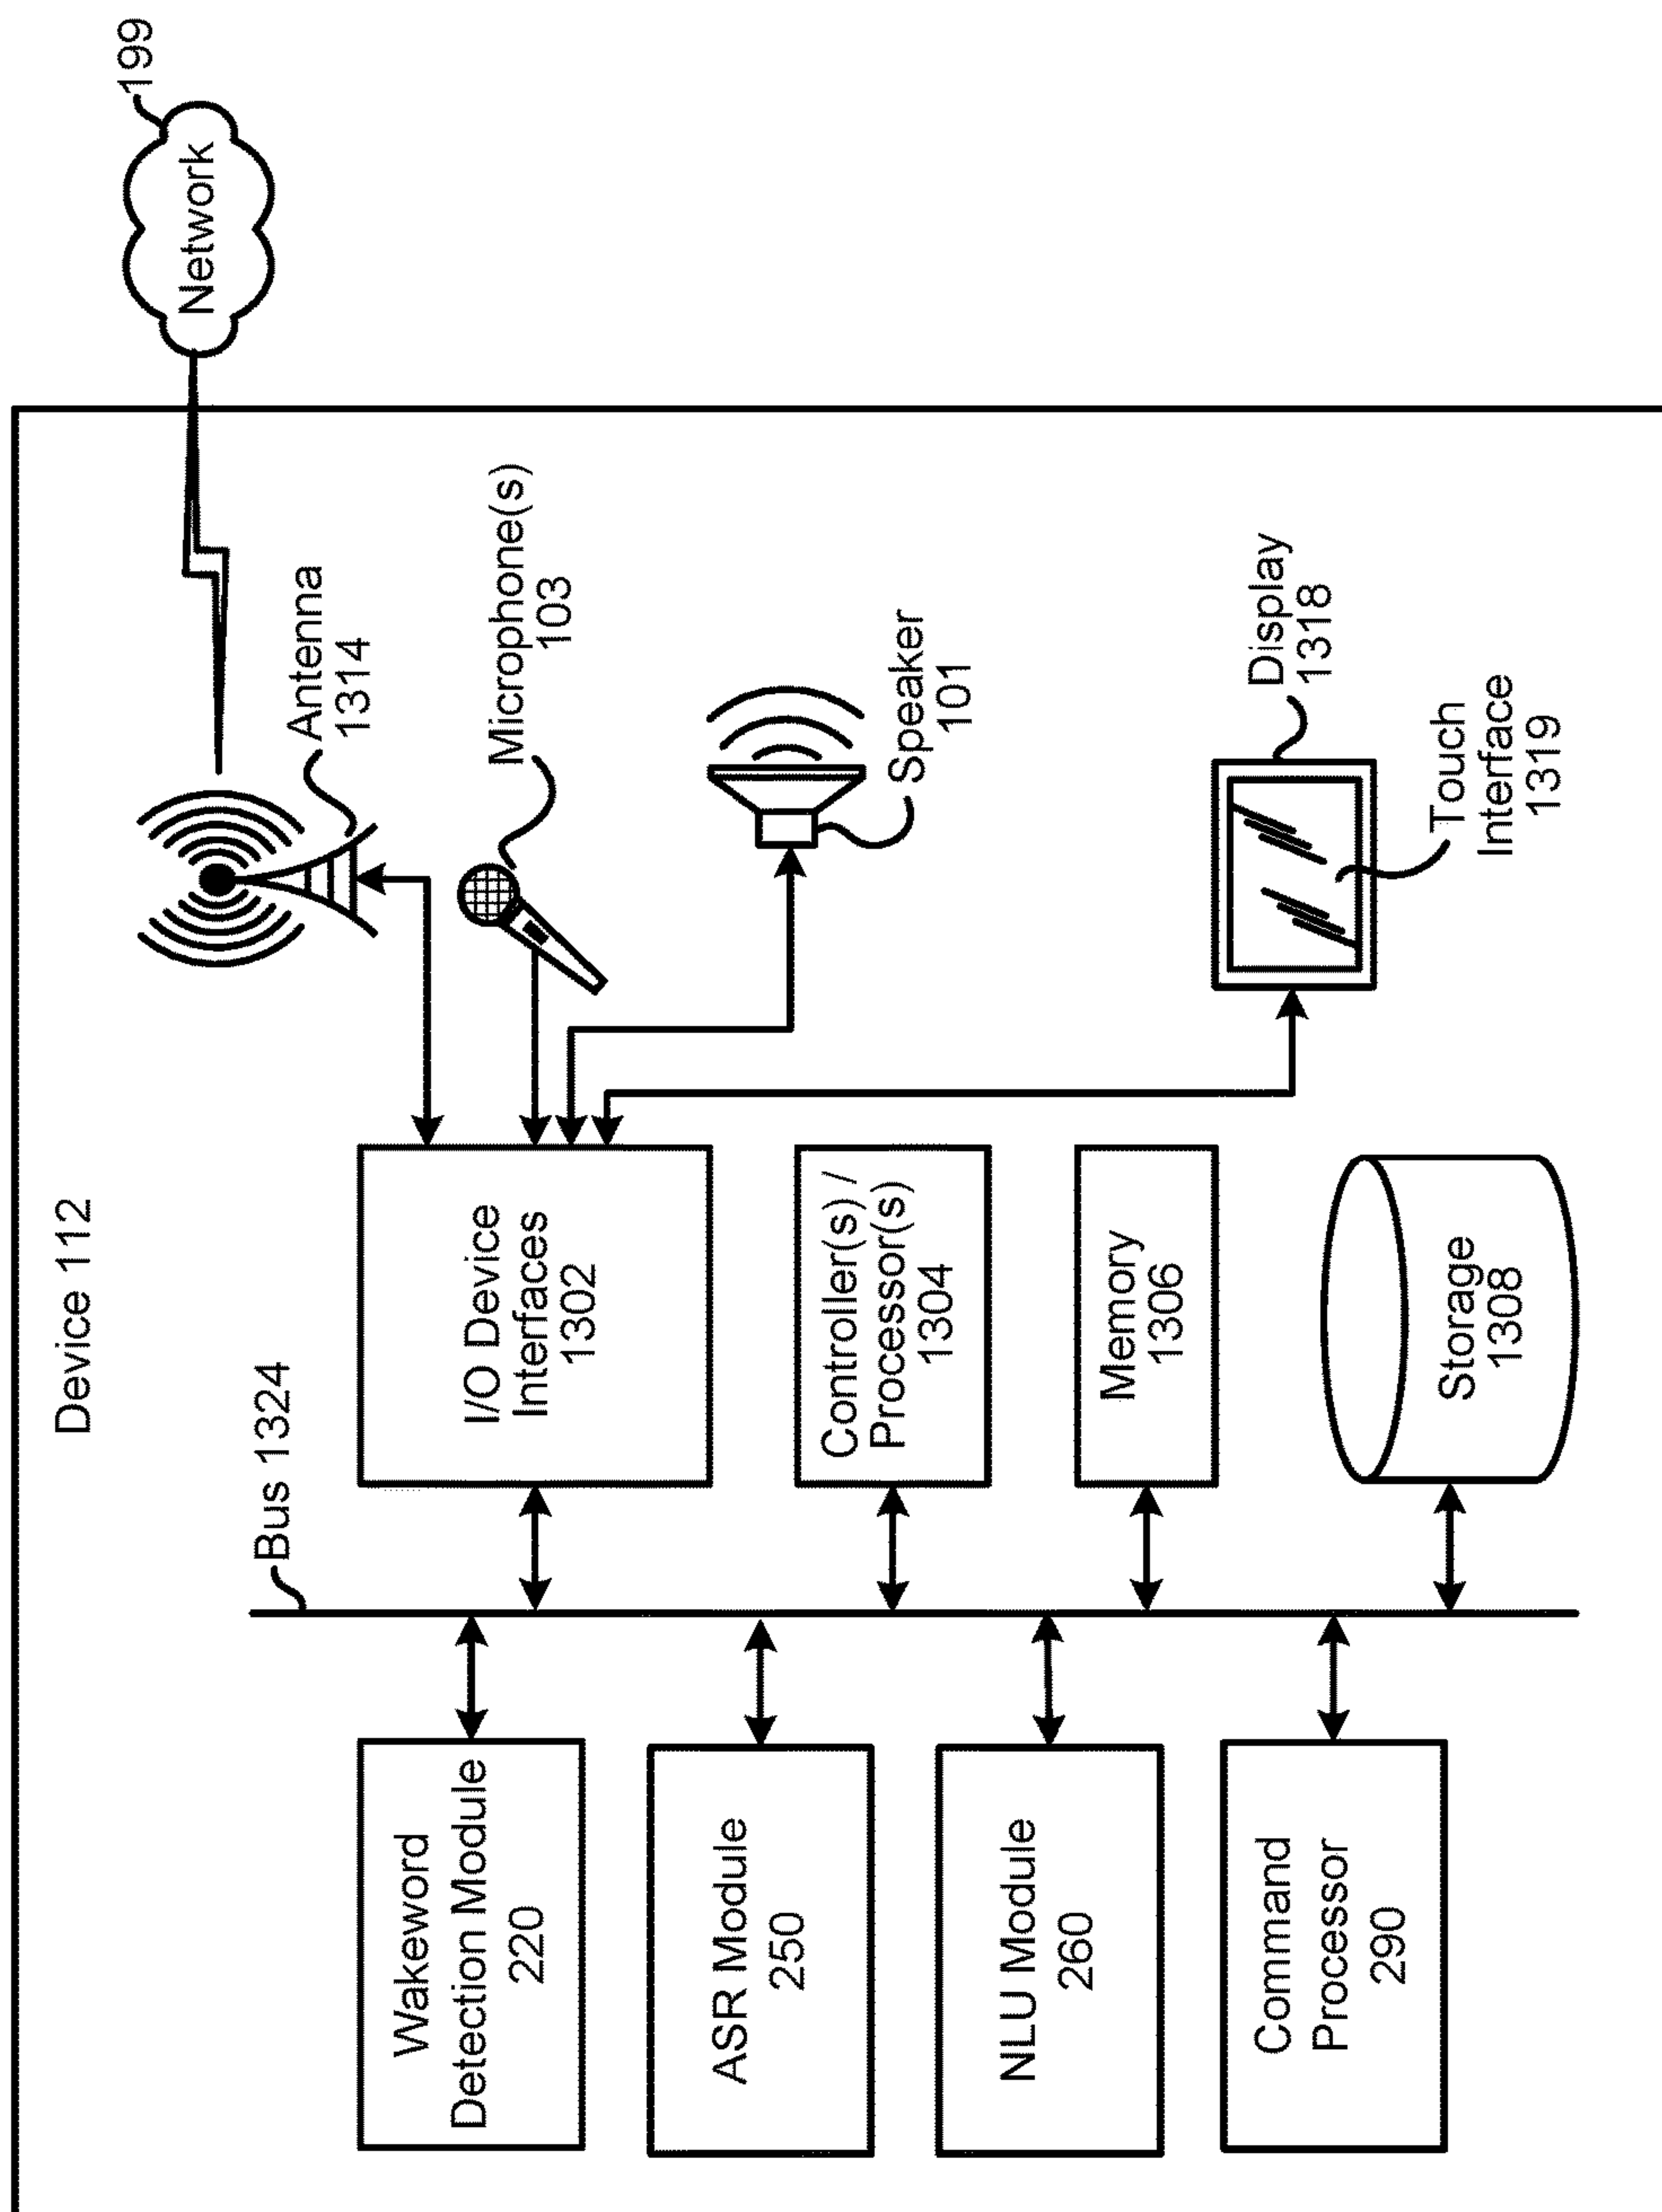 Device 112
Bus 1324
Wakeword
Detection Module
220
ASR Module
250
NLU Module
260
Command
Processor
290
I/O Device
Interfaces
1302
Controller(s) /
Processor(s)
1304
Memory
1306
Storage
1308
Antenna
1314
Microphone(s)
103
Speaker
101
Display
1318
Touch
Interface
1319
Network
199